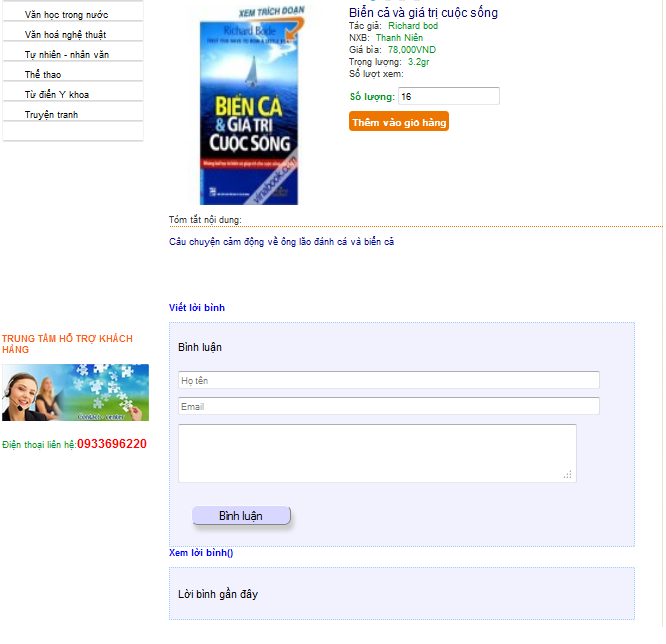 Văn học trong nước
Văn hoá nghệ thuật
Tự nhiên - nhân văn
Thể thao
Từ điển Y khoa
Truyện tranh
XEM TRÍCH ĐOẠN
Richard Bode
BIỂN CẢ
& GIÁ TRỊ
CUỘC SỐNG
vinabook.com
Biển cả và giá trị cuộc sống
Tác giả: Richard bod
NXB: Thanh Niên
Giá bìa: 78,000VND
Trọng lượng: 3.2gr
Số lượt xem:
Số lượng: 16
Thêm vào giỏ hàng
Tóm tắt nội dung:
Câu chuyện cảm động về ông lão đánh cá và biển cả
Viết lời bình
Bình luận
Họ tên
Email
Bình luận
Xem lời bình()
Lời bình gần đây
TRUNG TÂM HỖ TRỢ KHÁCH
HÀNG
Contact center
Điện thoại liên hệ:0933696220